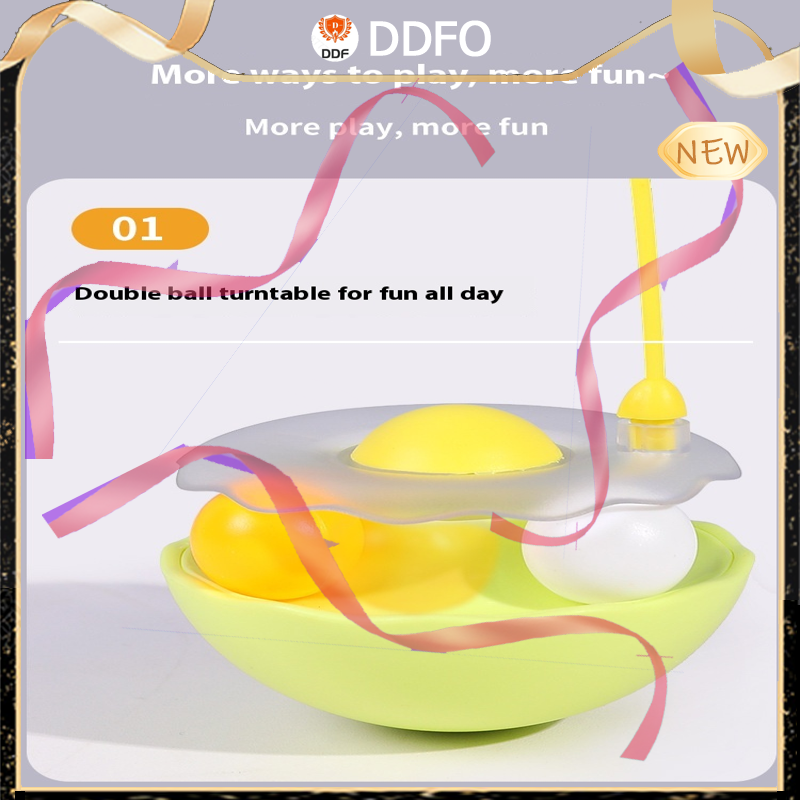 DDF DDFO
More ways to play, more fun~
More play, more fun
NEW
01
Double ball turntable for fun all day